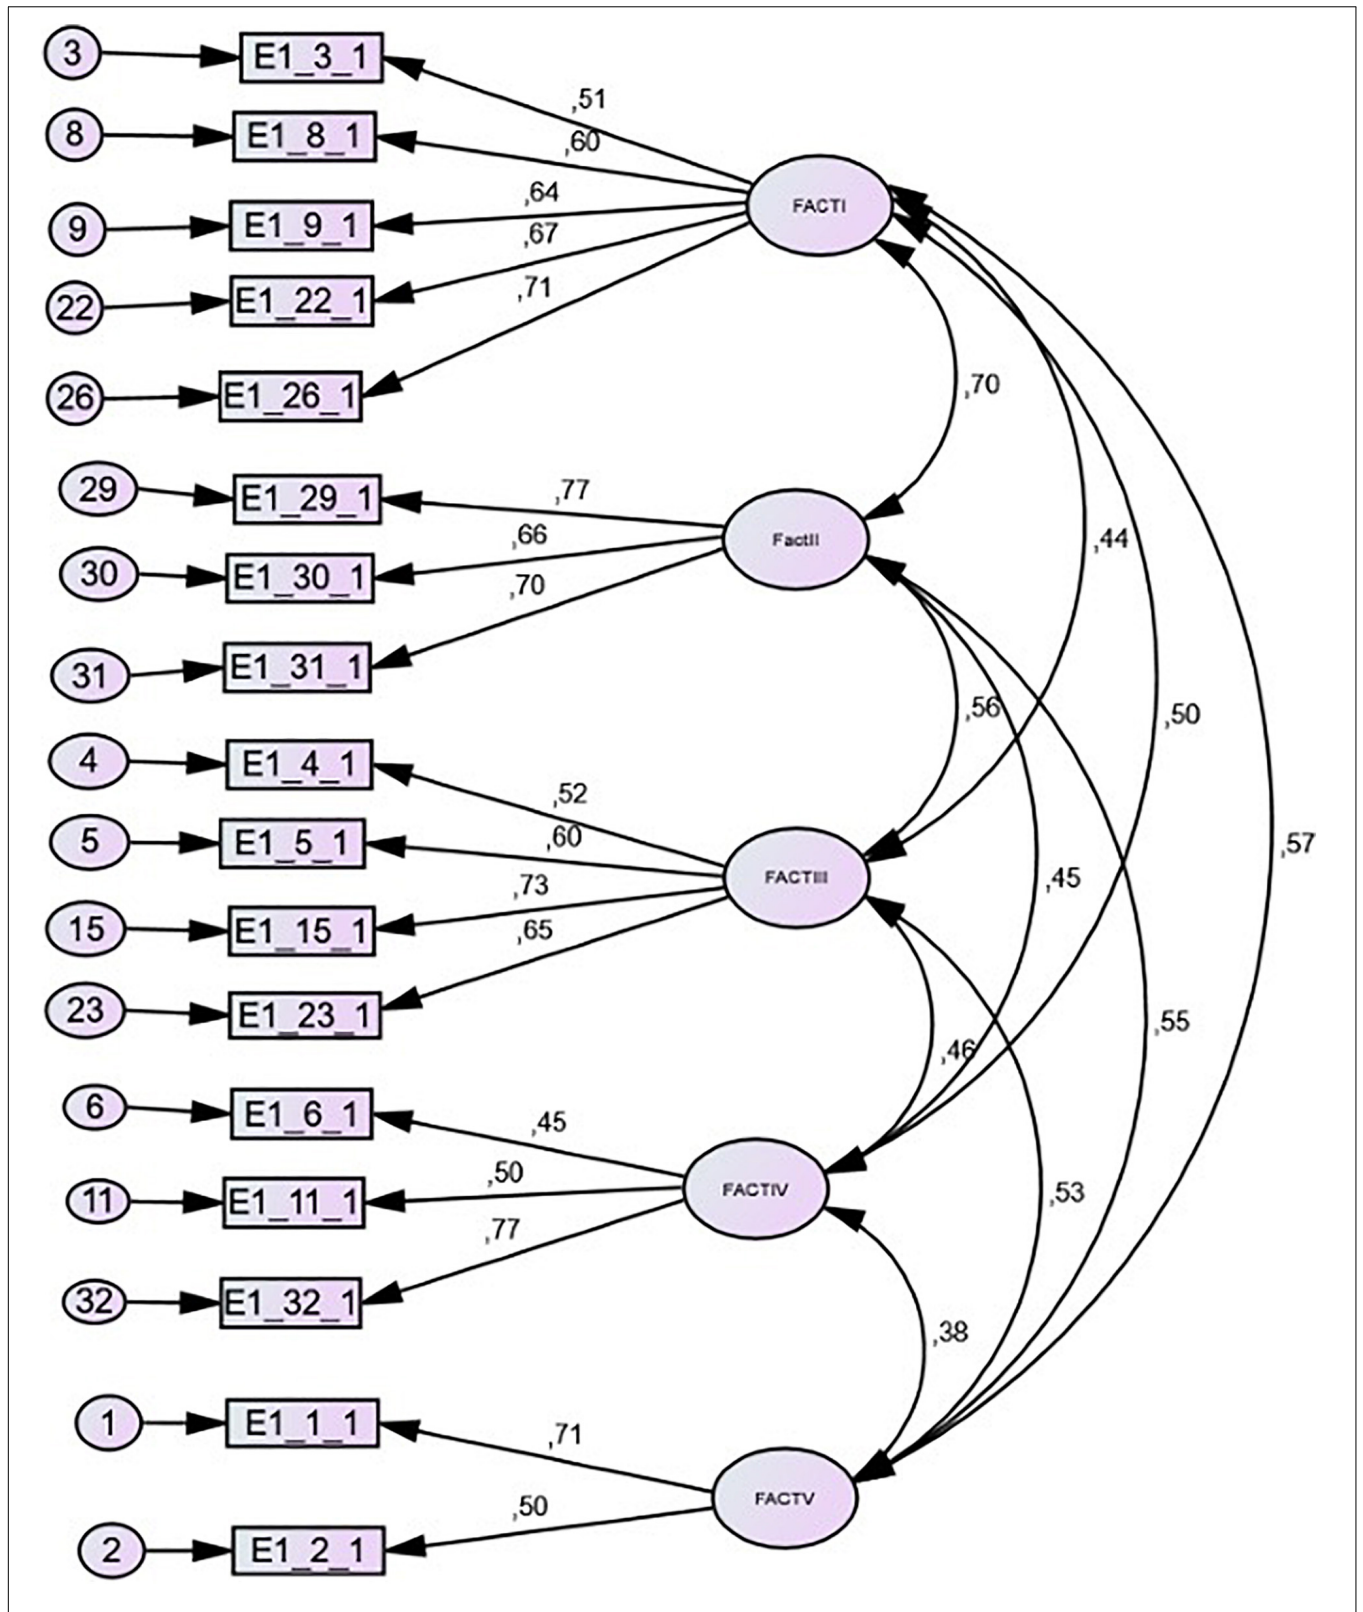 3 E1_3_1
,51
8 E1_8_1
,60
9 E1_9_1
,64
FACTI
22 E1_22_1
,67
26 E1_26_1
,71
,70
29 E1_29_1
,77
30 E1_30_1
,66
FactII
,44
31 E1_31_1
,70
,56
,50
4 E1_4_1
,52
5 E1_5_1
,60
,57
FACTIII
,45
15 E1_15_1
,73
23 E1_23_1
,65
,46
,55
6 E1_6_1
,45
11 E1_11_1
,50
FACTIV
,53
32 E1_32_1
,77
,38
1 E1_1_1
,71
FACTV
2 E1_2_1
,50